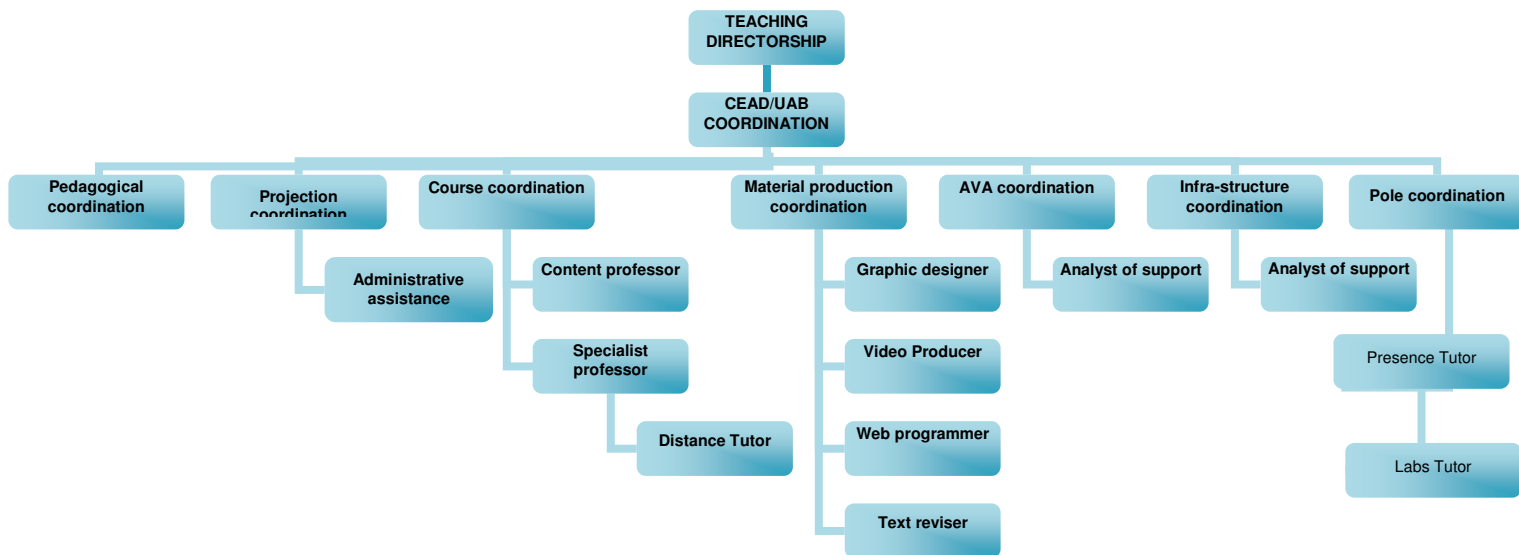 TEACHING
DIRECTORSHIP
CEAD/UAB
COORDINATION
Pedagogical
coordination
Projection
coordination
Course coordination
Material production
coordination
AVA coordination
Infra-structure
coordination
Pole coordination
Administrative
assistance
Content professor
Specialist
professor
Distance Tutor
Graphic designer
Video Producer
Web programmer
Text reviser
Analyst of support
Analyst of support
Presence Tutor
Labs Tutor